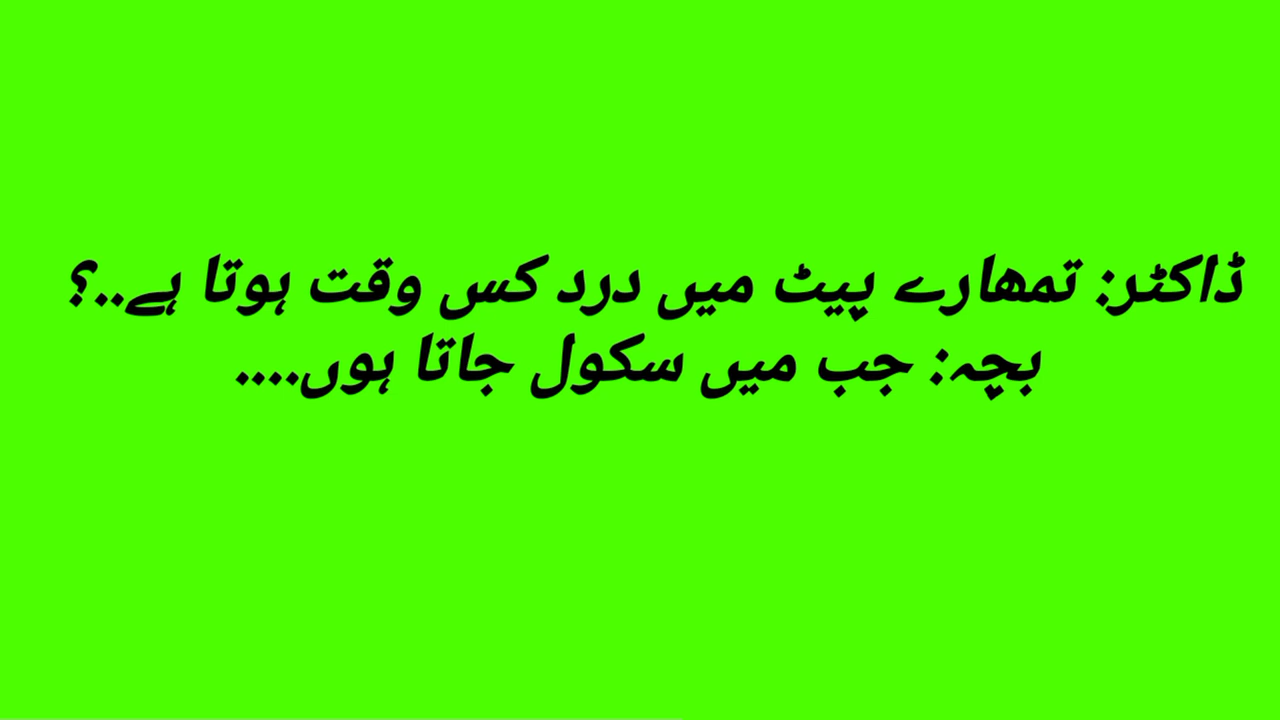 ڈاکٹر: تمھارے پیٹ میں درد کس وقت ہوتا ہے..؟
بچہ: جب میں سکول جاتا ہوں....